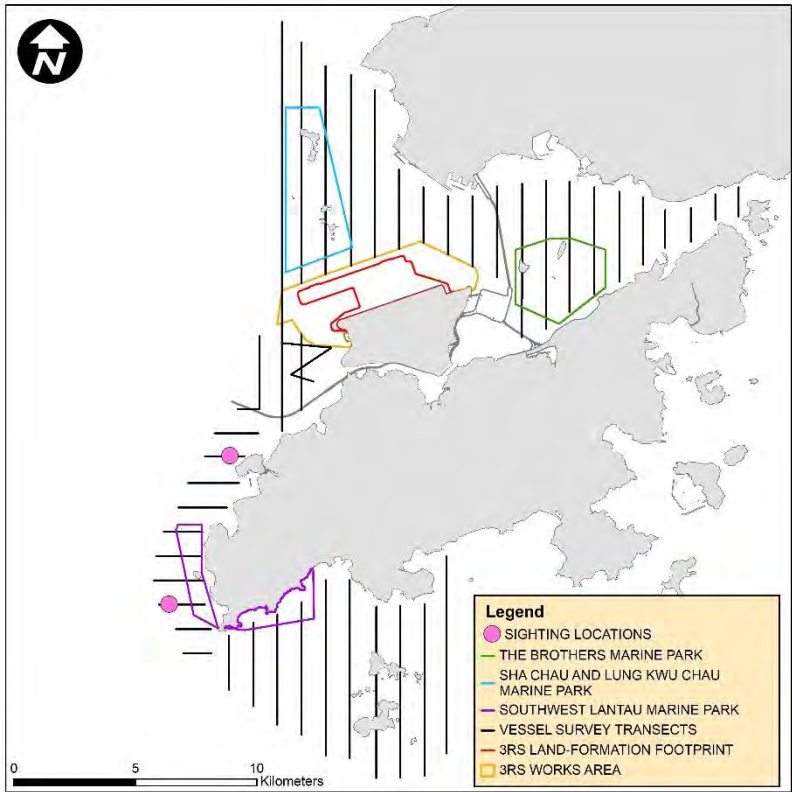 N
Legend
SIGHTING LOCATIONS
THE BROTHERS MARINE PARK
SHA CHAU AND LUNG KWU CHAU
MARINE PARK
SOUTHWEST LANTAU MARINE PARK
VESSEL SURVEY TRANSECTS
3RS LAND-FORMATION FOOTPRINT
3RS WORKS AREA
0 5 10
Kilometers